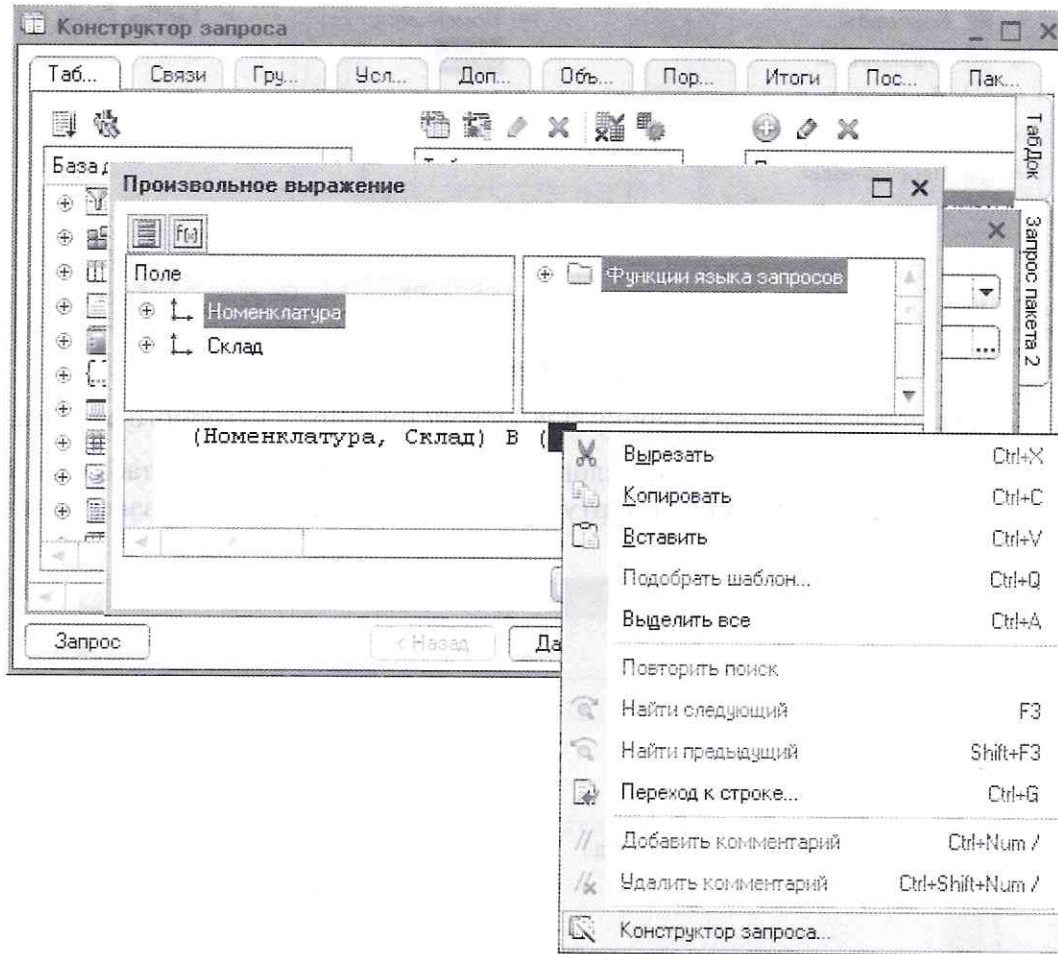 Конструктор запроса
Таб... Связи Гру... Усл... Доп... Объ... Пор... Итоги Пос... Пак...
ТабДок
Запрос пакета 2
База д
Произвольное выражение
f(x)
Поле
Функции языка запросов
Номенклатура
Склад
(Номенклатура, Склад) В (
Вырезать Ctrl+X
Копировать Ctrl+C
Вставить Ctrl+V
Подобрать шаблон... Ctrl+Q
Выделить все Ctrl+A
Повторить поиск
Найти следующий F3
Найти предыдущий Shift+F3
Переход к строке... Ctrl+G
Добавить комментарий Ctrl+Num /
Удалить комментарий Ctrl+Shift+Num /
Конструктор запроса...
Запрос < Назад Да